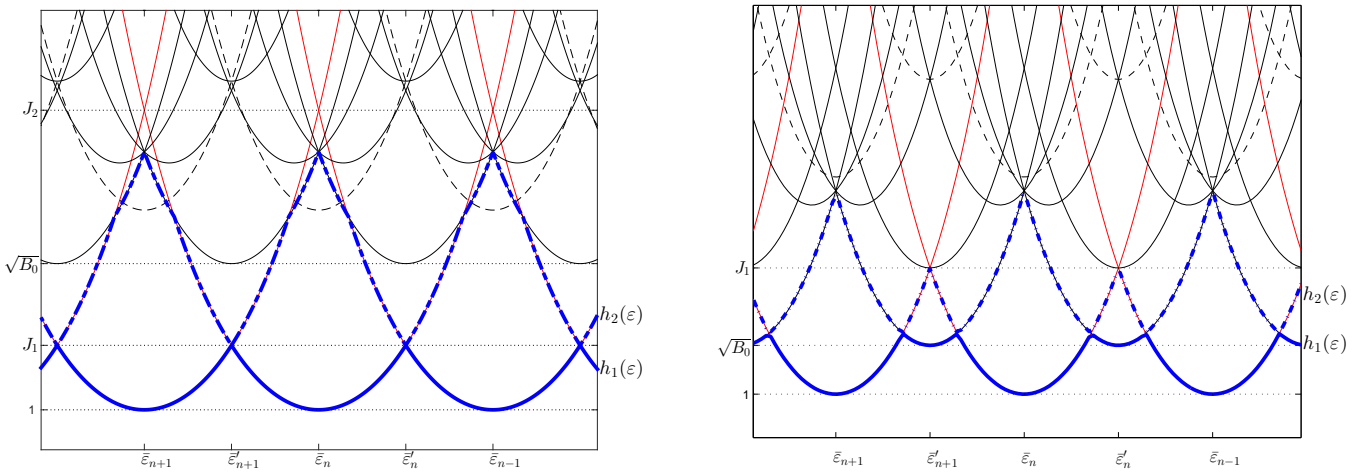 J₂
√B₀
h₂(ε)
J₁
h₁(ε)
1
ε̄ₙ₊₁ ε̄′ₙ₊₁ ε̄ₙ ε̄′ₙ ε̄ₙ₋₁
J₁
h₂(ε)
√B₀
h₁(ε)
1
ε̄ₙ₊₁ ε̄′ₙ₊₁ ε̄ₙ ε̄′ₙ ε̄ₙ₋₁